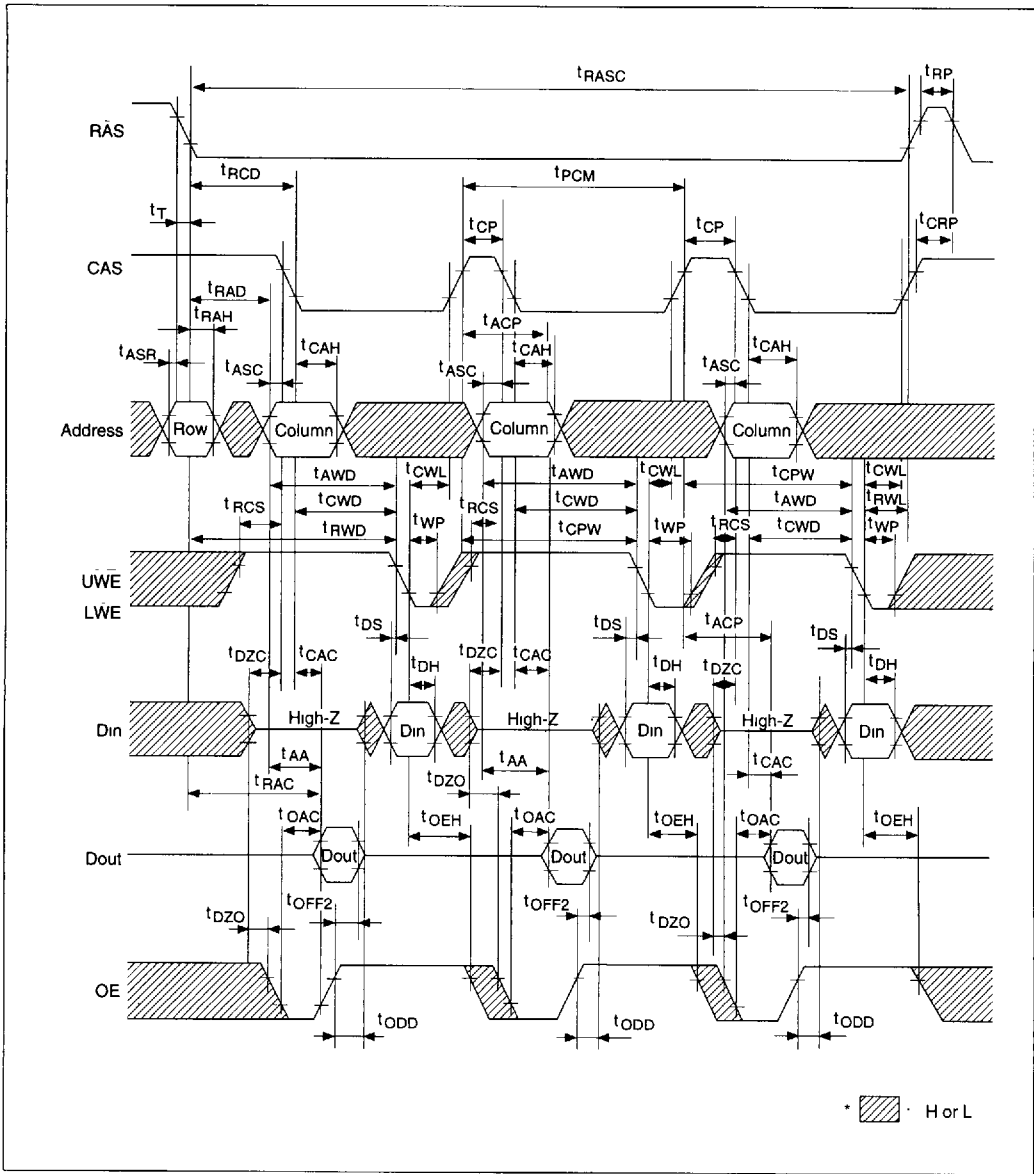 tRASC tRP
RAS
tRCD tPCM
tT tCP tCP tCRP
CAS
tRAD
tRAH tACP
tASR tASC tCAH tASC tCAH tASC tCAH
Address Row Column Column Column
tAWD tCWL tAWD tCWL tCPW tCWL
tRCS tCWD tCWD tAWD tRWL
tRWD tWP tRCS tCPW tWP tRCS tCWD tWP
UWE
LWE
tDS tDS tACP tDS
tDZC tCAC tDH tDZC tCAC tDH tDZC tDH
Din High-Z Din High-Z Din High-Z Din
tAA tAA tCAC
tRAC tDZO
tOAC tOEH tOAC tOEH tOAC tOEH
Dout Dout Dout Dout
tDZO tOFF2 tOFF2 tDZO tOFF2
OE
tODD tODD tODD
* H or L